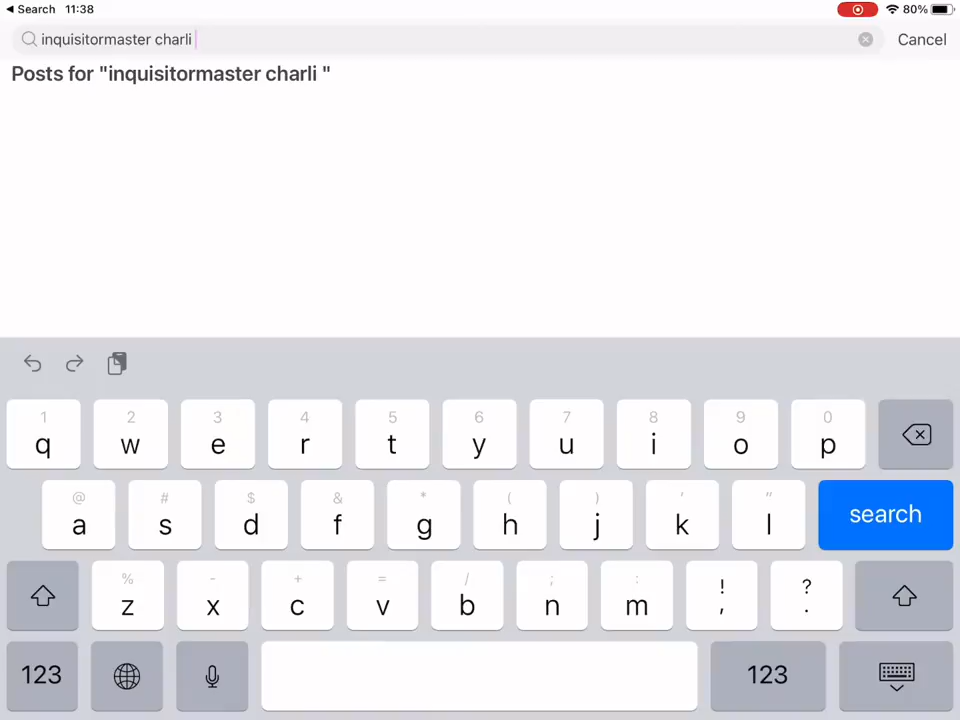 ◀ Search 11:38 80%
inquisitormaster charli Cancel
Posts for "inquisitormaster charli "
1 2 3 4 5 6 7 8 9 0
q w e r t y u i o p
@ # $ & * ( ) ' "
a s d f g h j k l search
% - + = / ; : ! ?
z x c v b n m , .
123 123